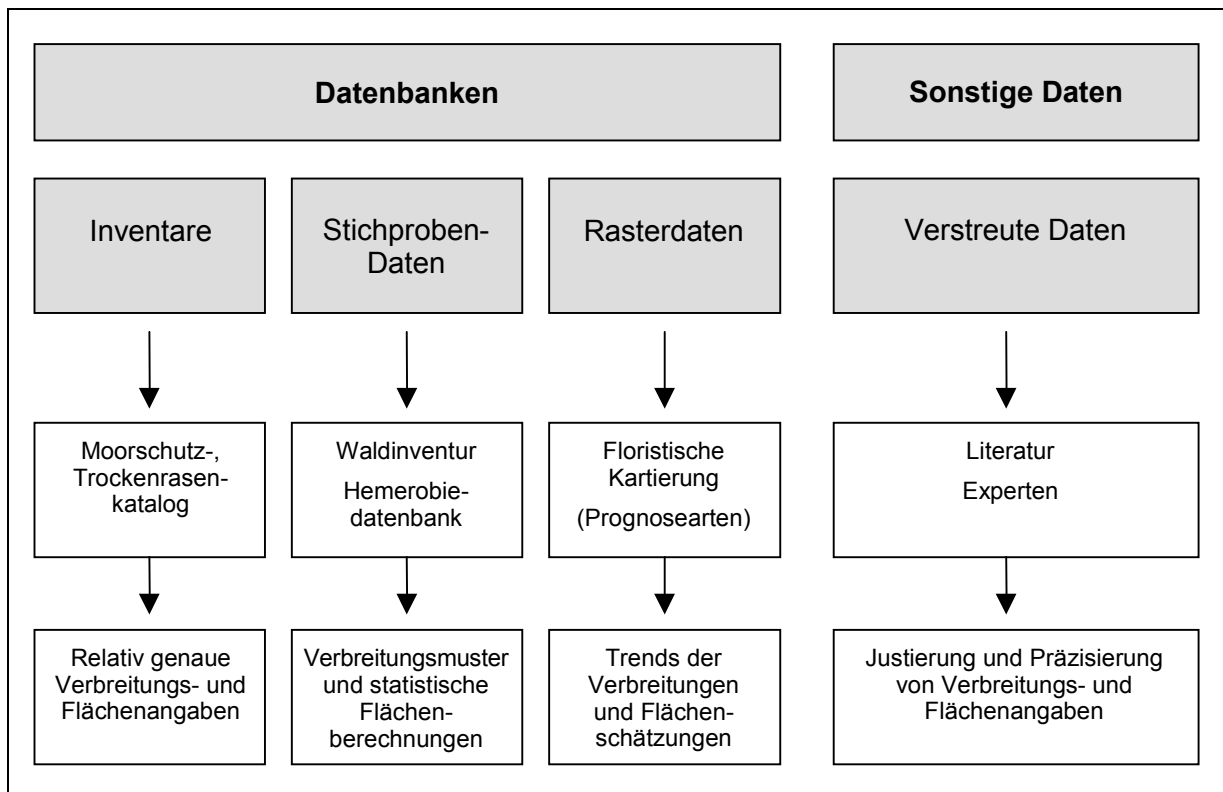 Datenbanken
Sonstige Daten
Inventare
Stichproben-
Daten
Rasterdaten
Verstreute Daten
Moorschutz-,
Trockenrasen-
katalog
Waldinventur
Hemerobie-
datenbank
Floristische
Kartierung
(Prognosearten)
Literatur
Experten
Relativ genaue
Verbreitungs- und
Flächenangaben
Verbreitungsmuster
und statistische
Flächen-
berechnungen
Trends der
Verbreitungen
und Flächen-
schätzungen
Justierung und Präzisierung
von Verbreitungs- und
Flächenangaben